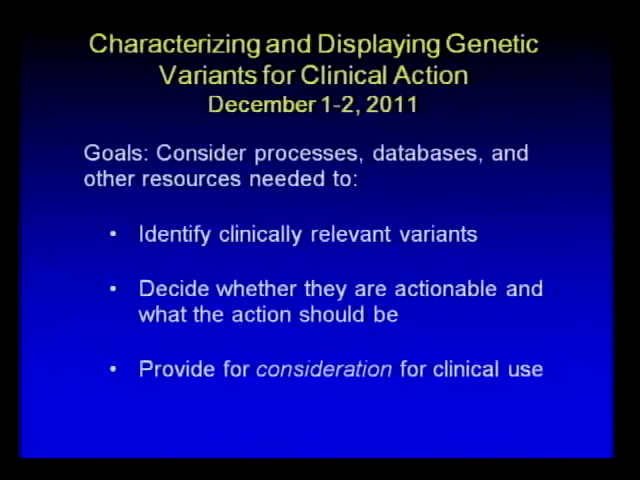 Characterizing and Displaying Genetic
Variants for Clinical Action
December 1-2, 2011
Goals: Consider processes, databases, and
other resources needed to:
• Identify clinically relevant variants
• Decide whether they are actionable and
what the action should be
• Provide for consideration for clinical use